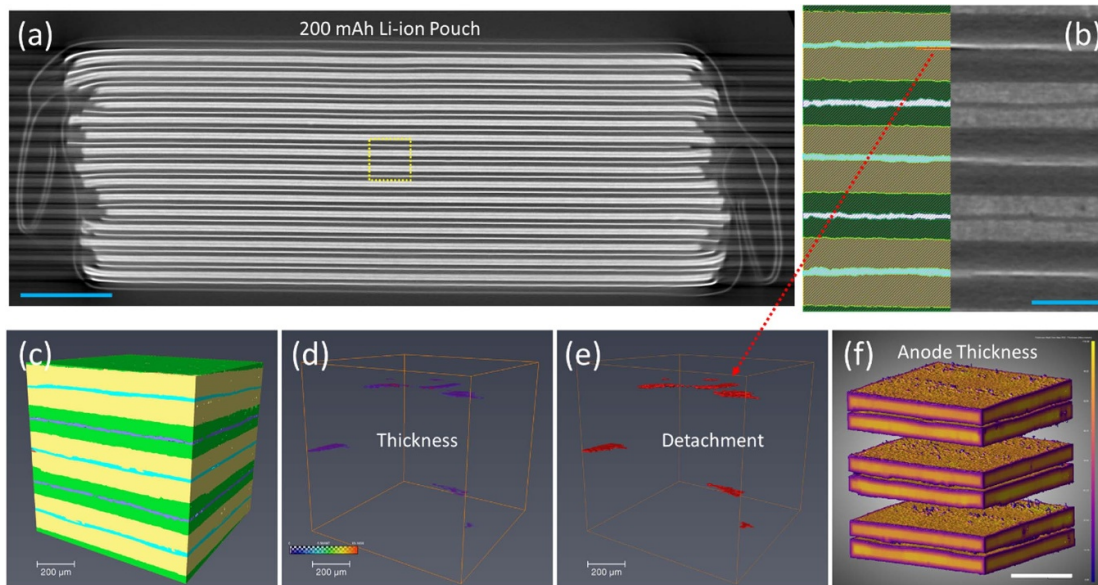 (a)
200 mAh Li-ion Pouch
(b)
(c)
200 μm
(d)
Thickness
200 μm
(e)
Detachment
200 μm
(f)
Anode Thickness